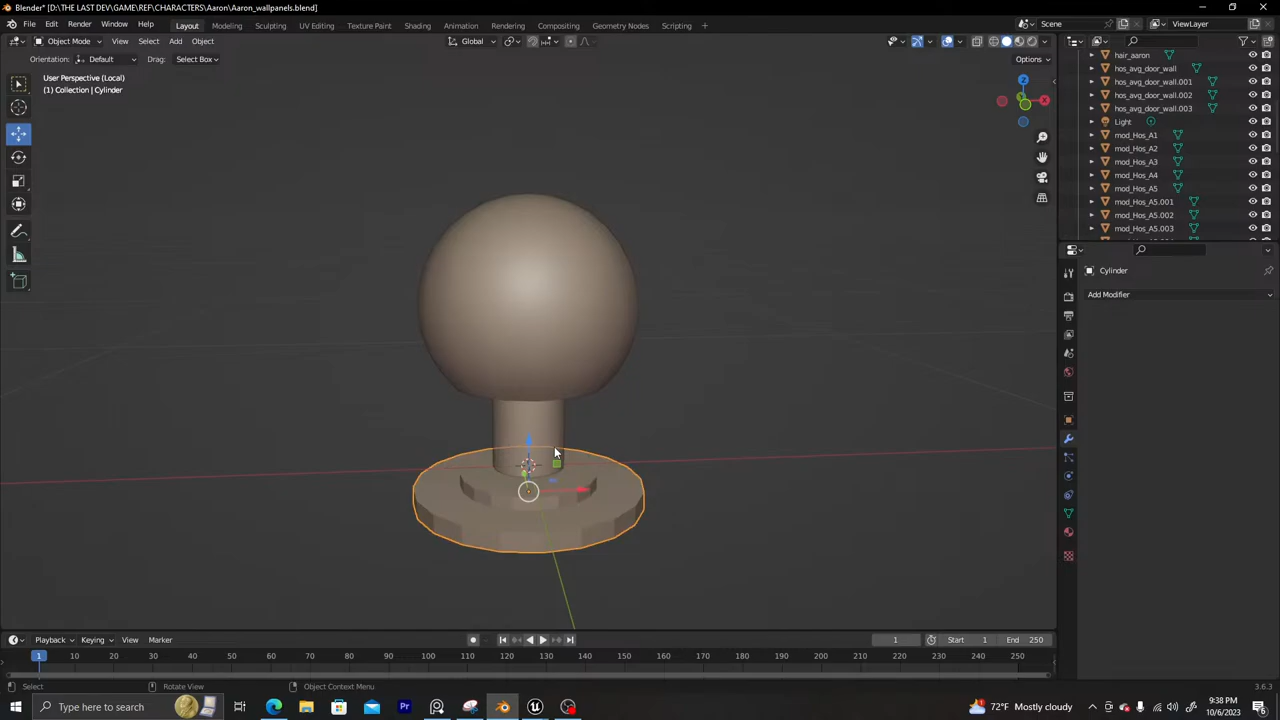 Blender* [D:\THE LAST DEV\GAME\REF\CHARACTERS\Aaron\Aaron_wallpanels.blend]
File Edit Render Window Help Layout Modeling Sculpting UV Editing Texture Paint Shading Animation Rendering Compositing Geometry Nodes Scripting Scene ViewLayer
Object Mode View Select Add Object Global
Orientation: Default Drag: Select Box Options
User Perspective (Local)
(1) Collection | Cylinder
Z
X
hair_aaron
hos_avg_door_wall
hos_avg_door_wall.001
hos_avg_door_wall.002
hos_avg_door_wall.003
Light
mod_Hos_A1
mod_Hos_A2
mod_Hos_A3
mod_Hos_A4
mod_Hos_A5
mod_Hos_A5.001
mod_Hos_A5.002
mod_Hos_A5.003
Cylinder
Add Modifier
Playback Keying View Marker 1 Start 1 End 250
1 10 20 30 40 50 60 70 80 90 100 110 120 130 140 150 160 170 180 190 200 210 220 230 240 250
Select Rotate View Object Context Menu 3.6.3
Type here to search Pr 72°F Mostly cloudy 9:38 PM
10/6/2023